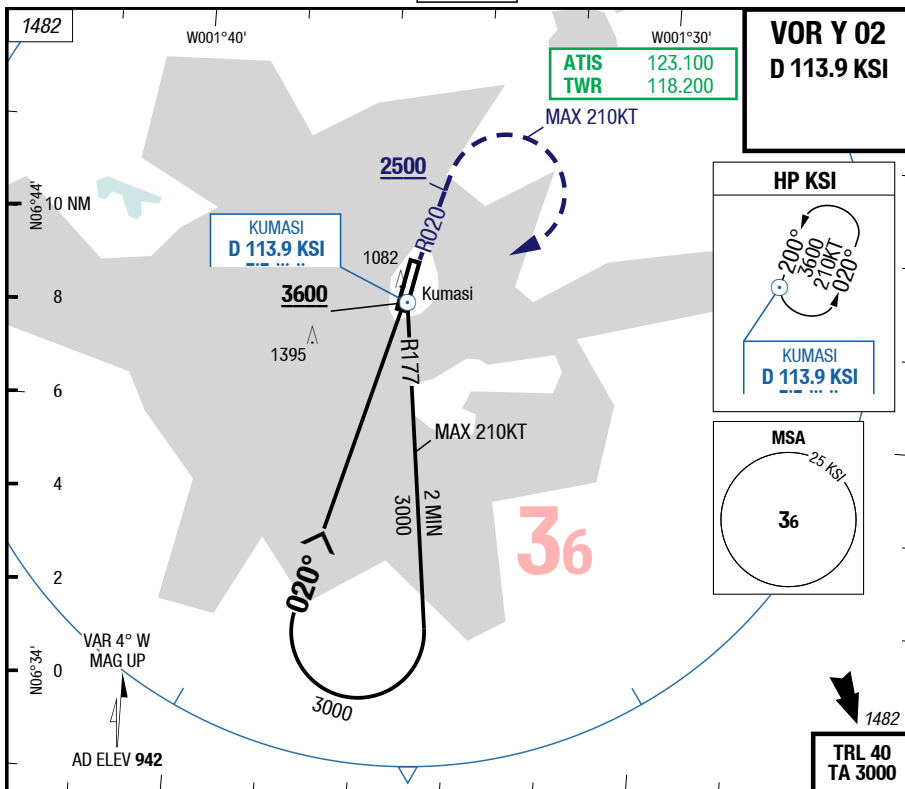 1482
W001°40'
W001°30'
VOR Y 02
D 113.9 KSI
ATIS 123.100
TWR 118.200
MAX 210KT
2500
HP KSI
N06°44'
10 NM
R020
200°
3600
210KT
020°
KUMASI
D 113.9 KSI
1082
3600
Kumasi
8
1395
R177
KUMASI
D 113.9 KSI
6
MAX 210KT
MSA
25 KSI
36
4
2 MIN
3000
36
2
020°
VAR 4° W
MAG UP
N06°34'
0
3000
1482
AD ELEV 942
TRL 40
TA 3000